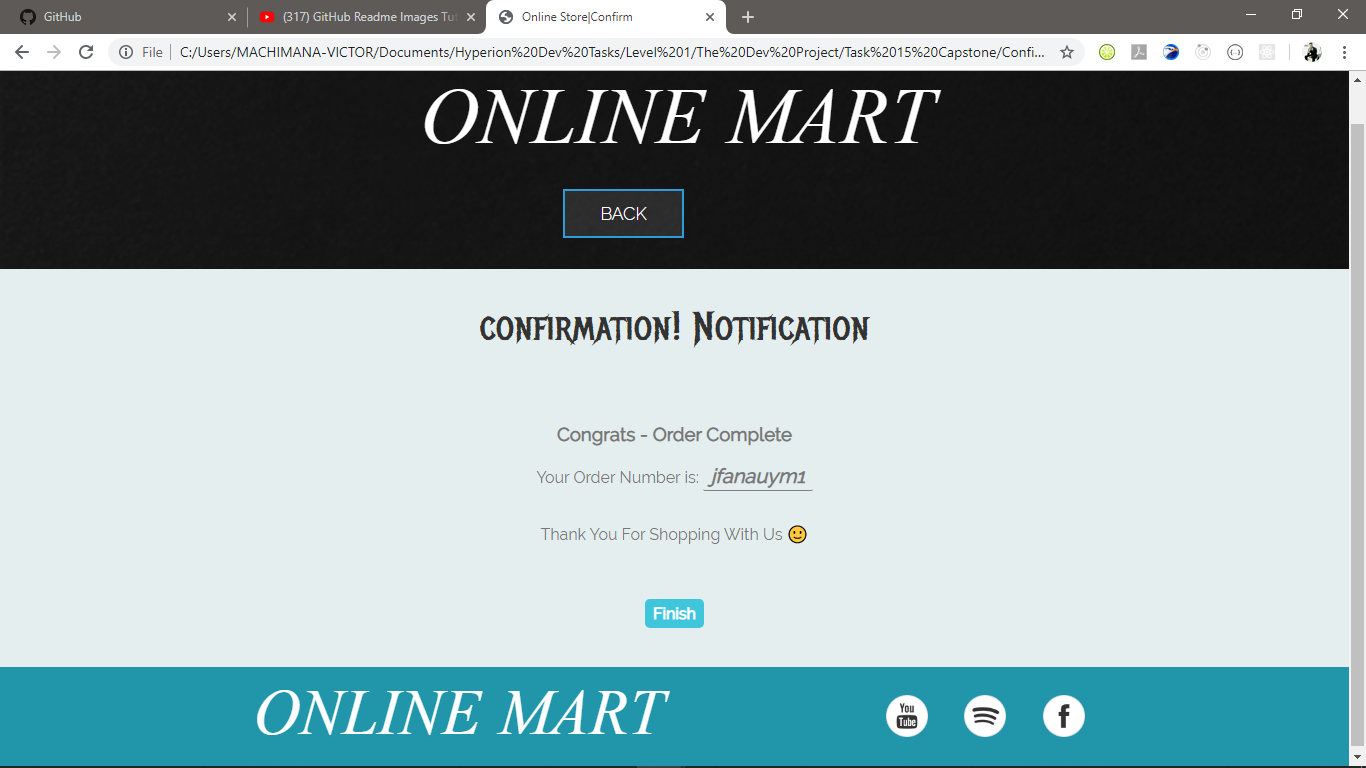 GitHub
(317) GitHub Readme Images Tut
Online Store|Confirm
File
C:/Users/MACHIMANA-VICTOR/Documents/Hyperion%20Dev%20Tasks/Level%201/The%20Dev%20Project/Task%2015%20Capstone/Confi...
ONLINE MART
BACK
confirmation! Notification
Congrats - Order Complete
Your Order Number is: jfanauym1
Thank You For Shopping With Us 🙂
Finish
ONLINE MART
You
Tube